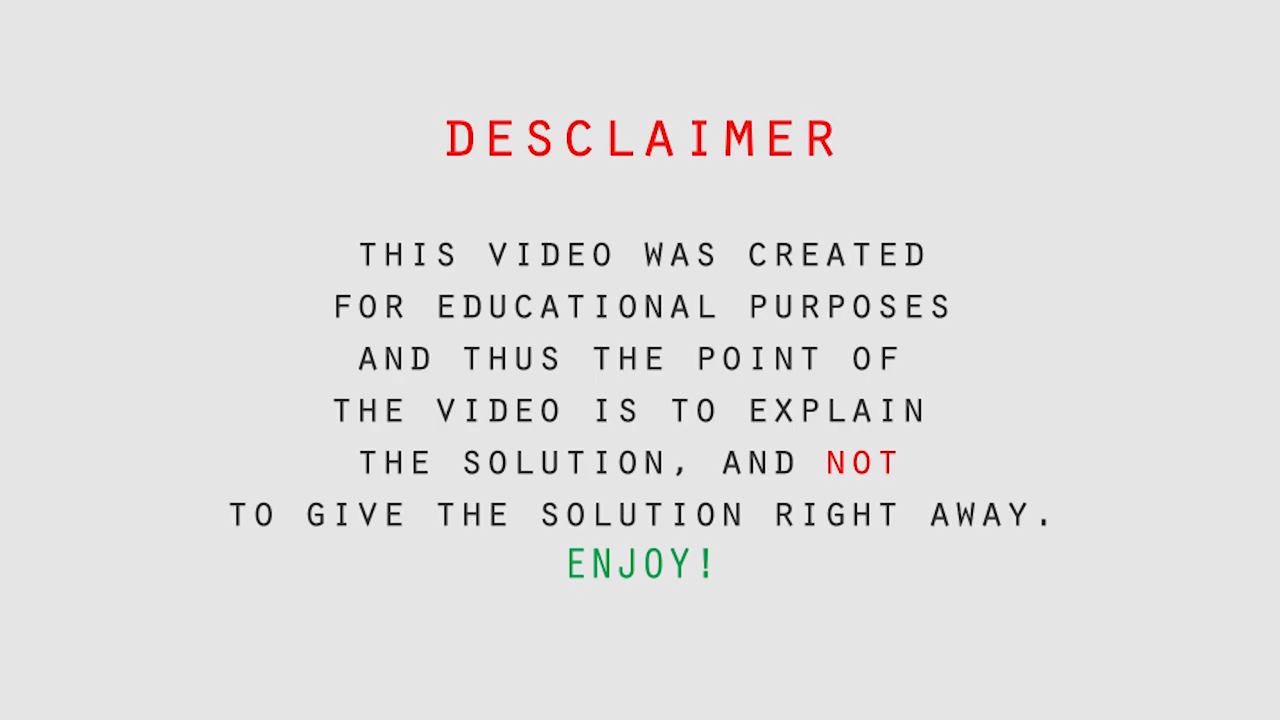 DESCLAIMER
THIS VIDEO WAS CREATED
FOR EDUCATIONAL PURPOSES
AND THUS THE POINT OF
THE VIDEO IS TO EXPLAIN
THE SOLUTION, AND NOT
TO GIVE THE SOLUTION RIGHT AWAY.
ENJOY!